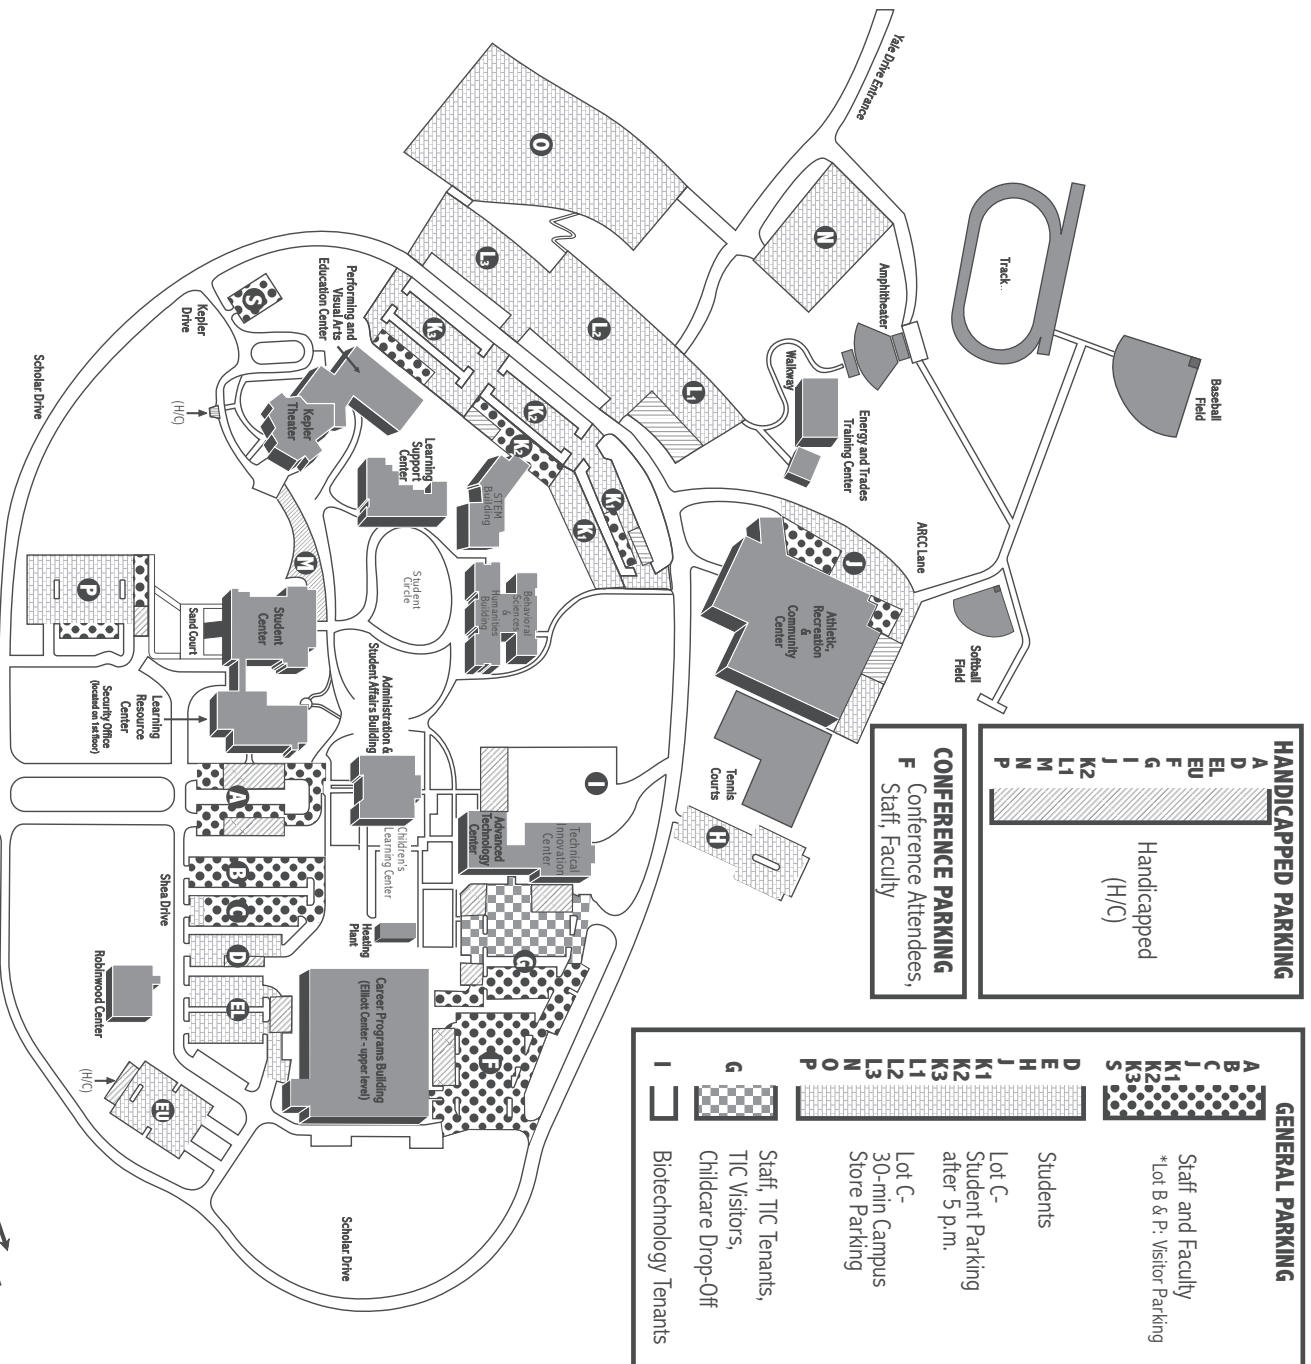 HANDICAPPED PARKING
A
D
EL
EU
F
G
I
J
K2
L1
M
N
P
Handicapped
(H/C)
CONFERENCE PARKING
F Conference Attendees,
Staff, Faculty
GENERAL PARKING
A
B
C
J
K1
K2
K3
S
Staff and Faculty
*Lot B & P: Visitor Parking
D
E
H
J
K1
K2
K3
L1
L2
L3
N
O
P
Students
Lot C-
Student Parking
after 5 p.m.
Lot C-
30-min Campus
Store Parking
G
Staff, TIC Tenants,
TIC Visitors,
Childcare Drop-Off
I
Biotechnology Tenants
Baseball
Field
Track...
Yale Drive Entrance
Amphitheater
N
O
Walkway
Energy and Trades
Training Center
ARCC Lane
Softball
Field
J
Athletic,
Recreation
&
Community
Center
Tennis
Courts
H
L3
L2
L1
K3
K2
K2
K1
K1
S
Kepler
Drive
Performing and
Visual Arts
Education Center
Kepler
Theater
(H/C)
Learning
Support
Center
STEM
Building
Behavioral
Sciences
&
Humanities
Building
Student
Circle
M
Student
Center
Sand Court
P
Learning
Resource
Center
Security Office
(located on 1st floor)
Administration &
Student Affairs Building
Children's
Learning Center
Heating
Plant
I
Technical
Innovation
Center
Advanced
Technology
Center
G
F
Career Programs Building
(Elliott Center - upper level)
A
B
C
D
EL
EU
(H/C)
Shea Drive
Robinwood Center
Scholar Drive
Scholar Drive